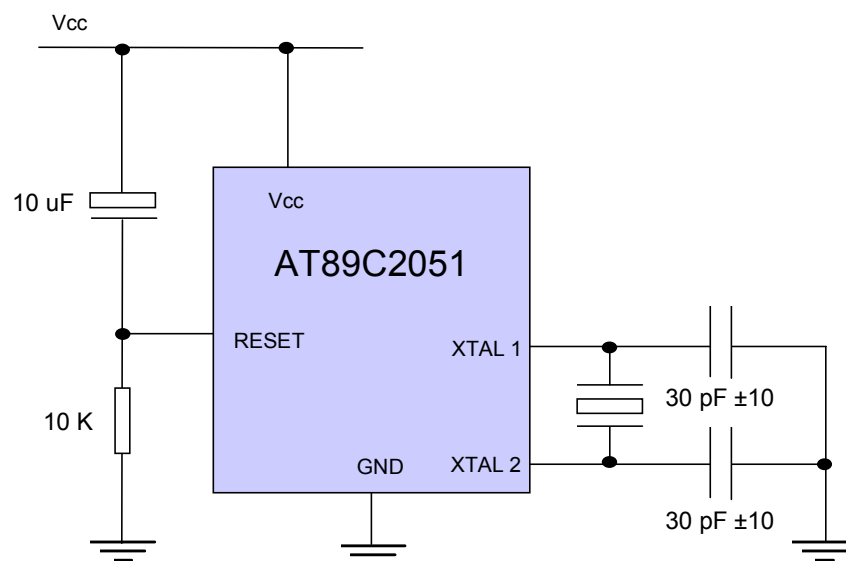 Vcc
10 uF
Vcc
AT89C2051
RESET
XTAL 1
30 pF ±10
10 K
GND
XTAL 2
30 pF ±10